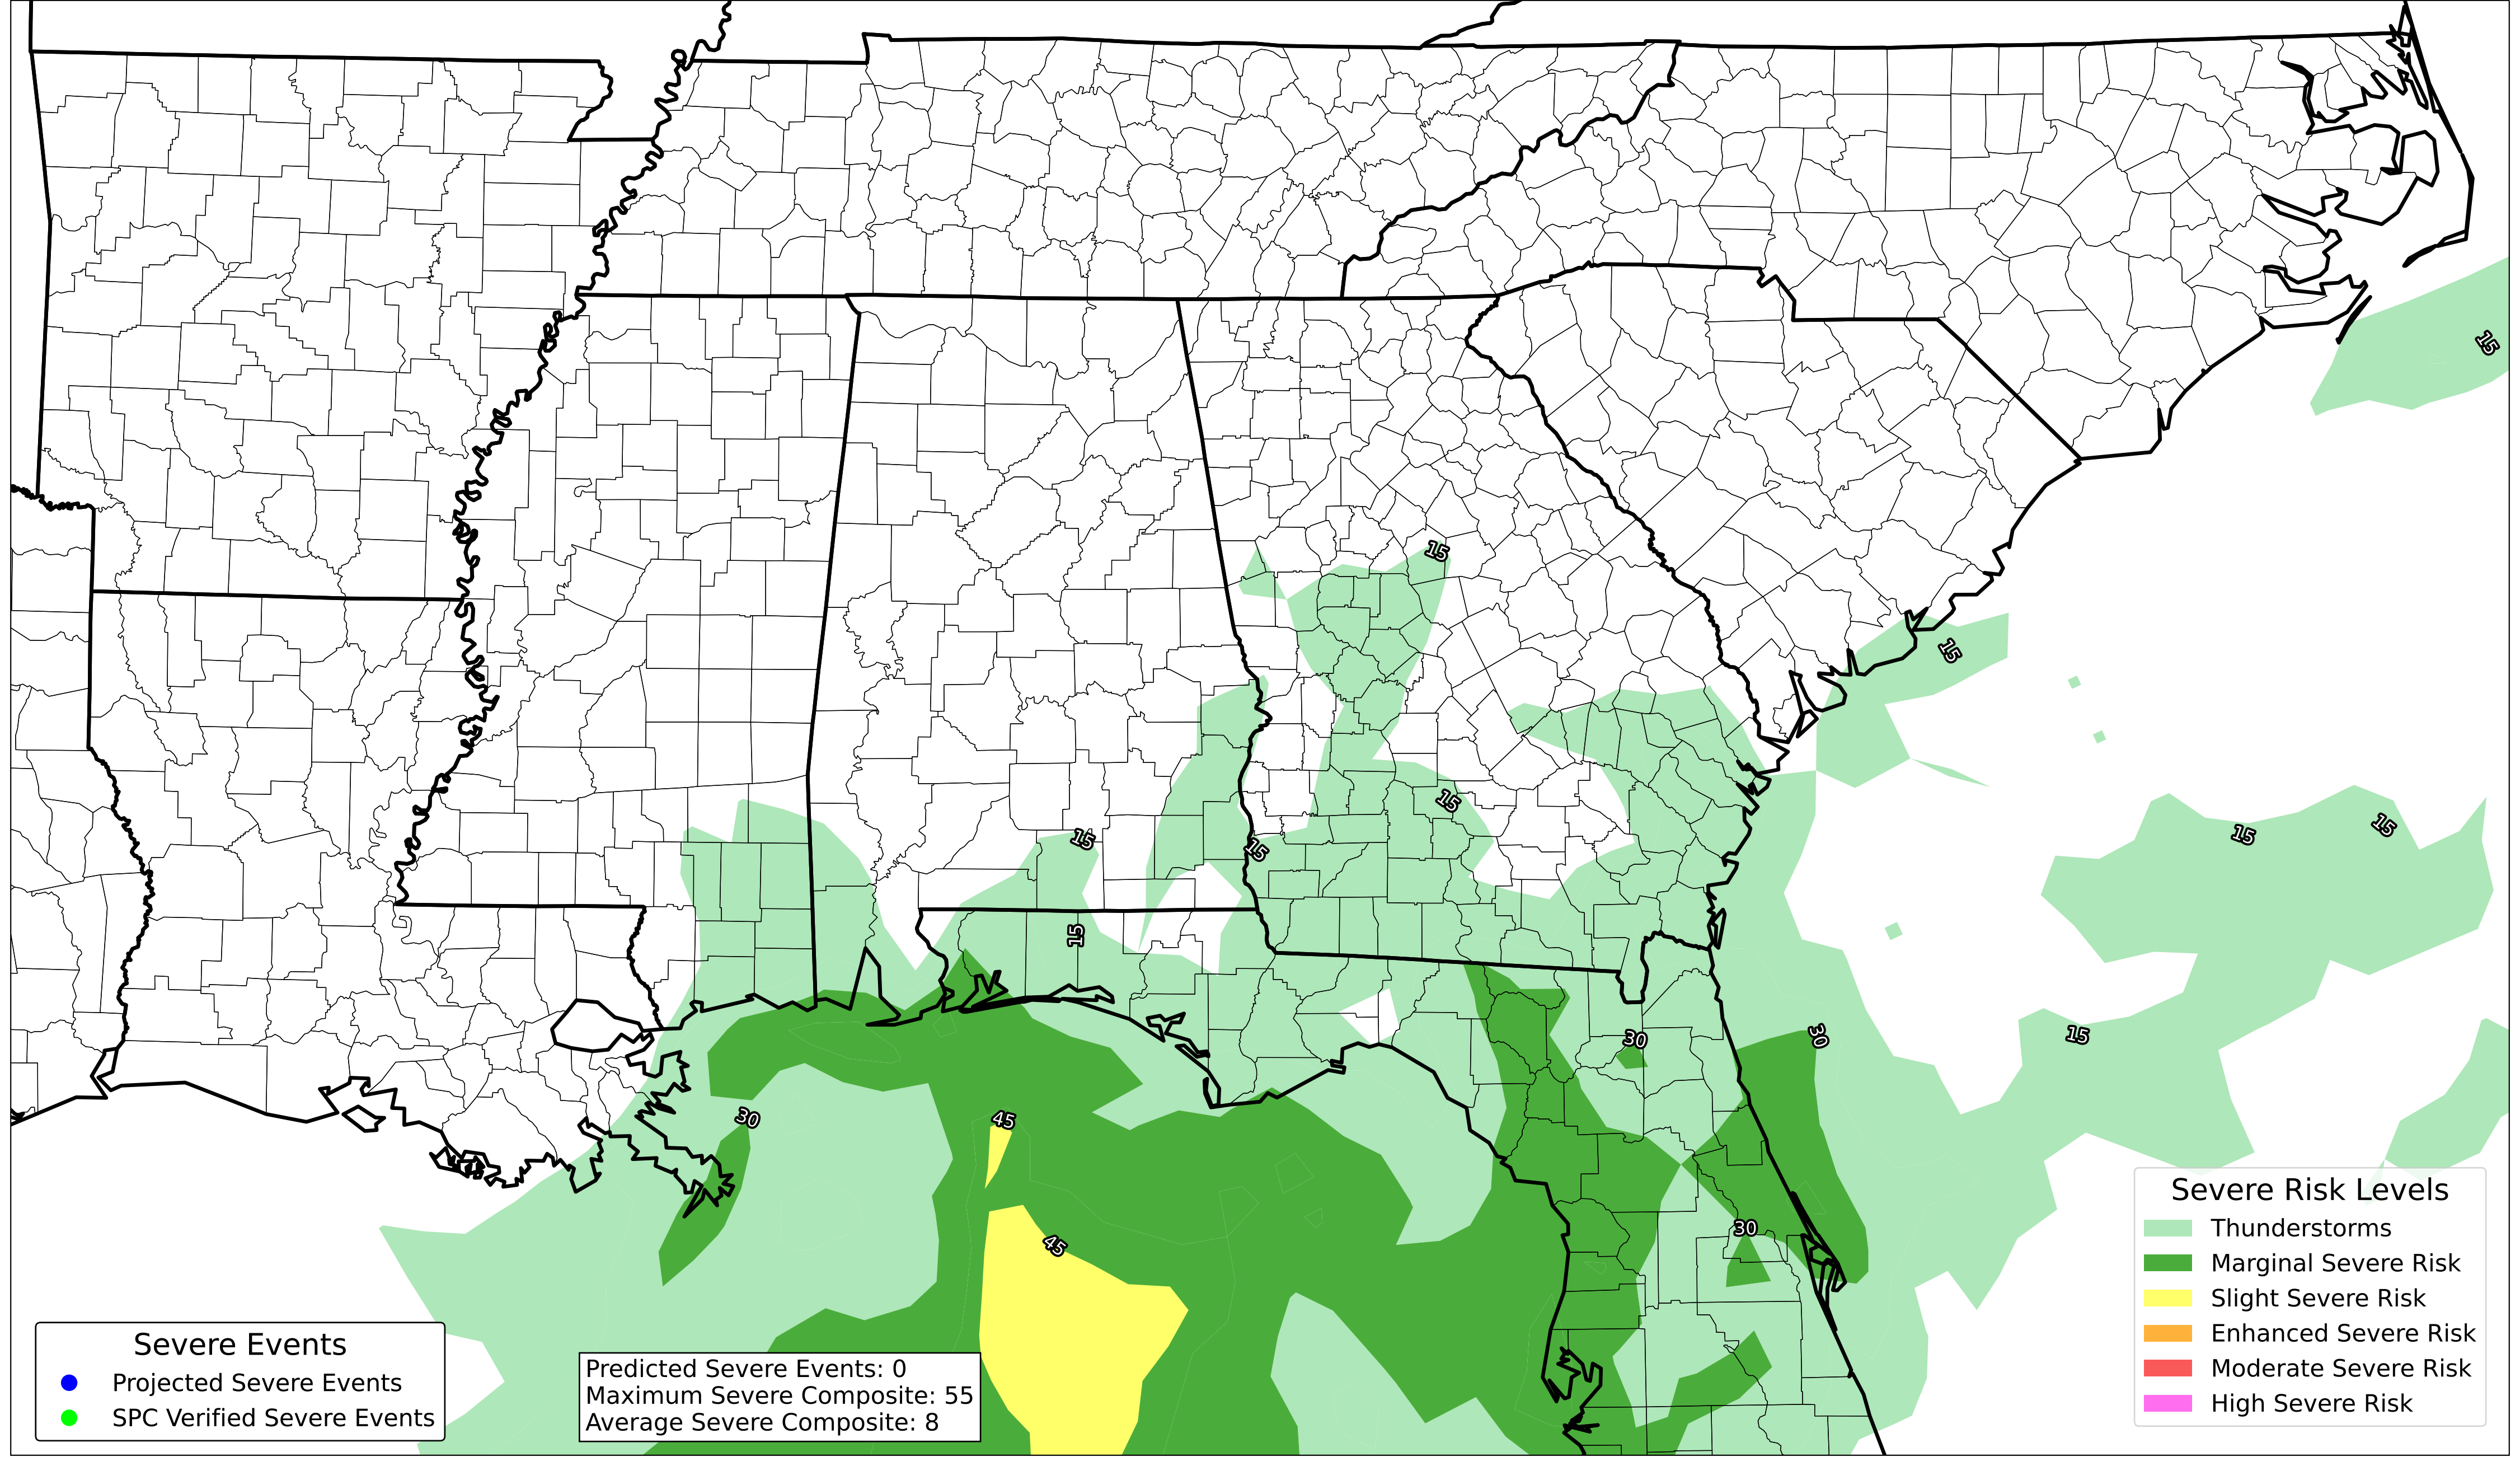 15
15
15
15
15
15
15
15
15
30
30
15
30
45
30
45
Severe Risk Levels
Thunderstorms
Marginal Severe Risk
Slight Severe Risk
Enhanced Severe Risk
Moderate Severe Risk
High Severe Risk
Severe Events
Projected Severe Events
SPC Verified Severe Events
Predicted Severe Events: 0
Maximum Severe Composite: 55
Average Severe Composite: 8